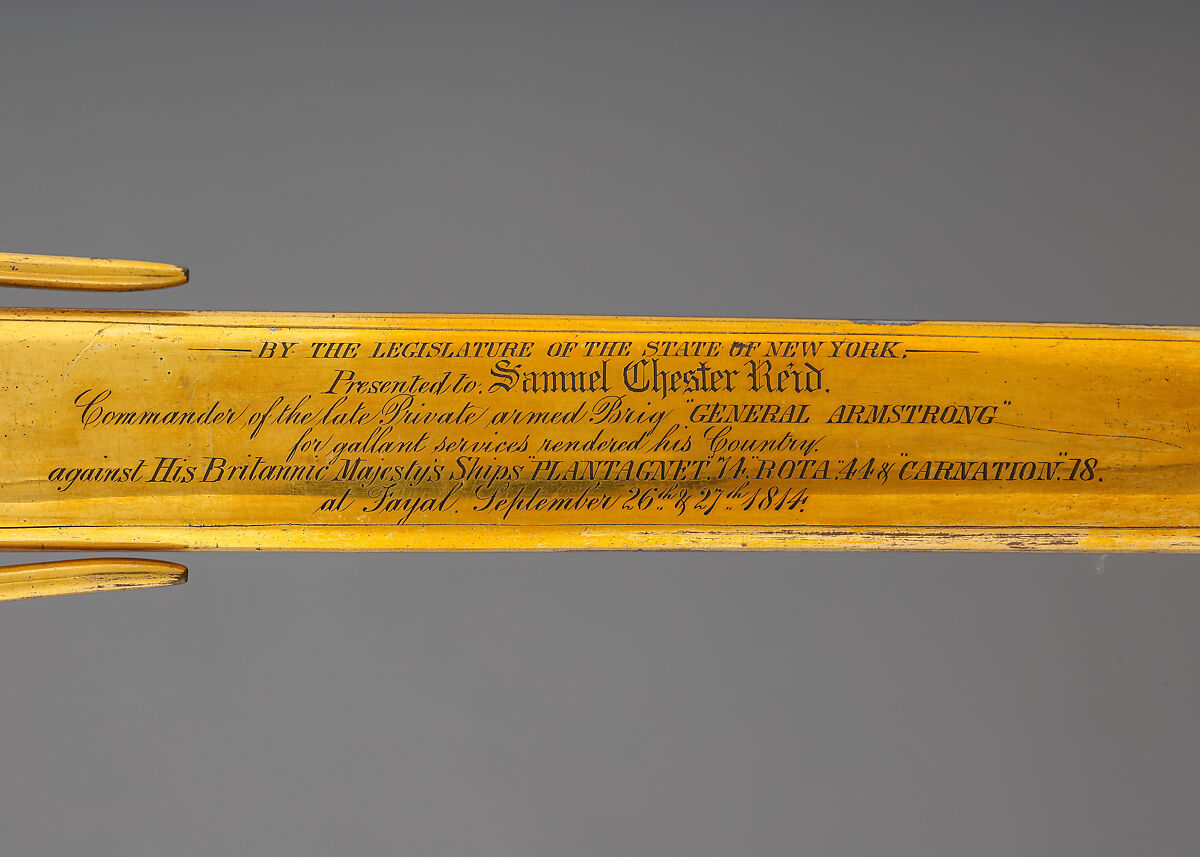 BY THE LEGISLATURE OF THE STATE OF NEW YORK.
Presented to. Samuel Chester Reid.
Commander of the late Private armed Brig "GENERAL ARMSTRONG"
for gallant services rendered his Country.
against His Britannic Majesty's Ships "PLANTAGNET". 74. "ROTA". 44 & "CARNATION". 18.
at Fayal. September 26th. & 27th. 1814.